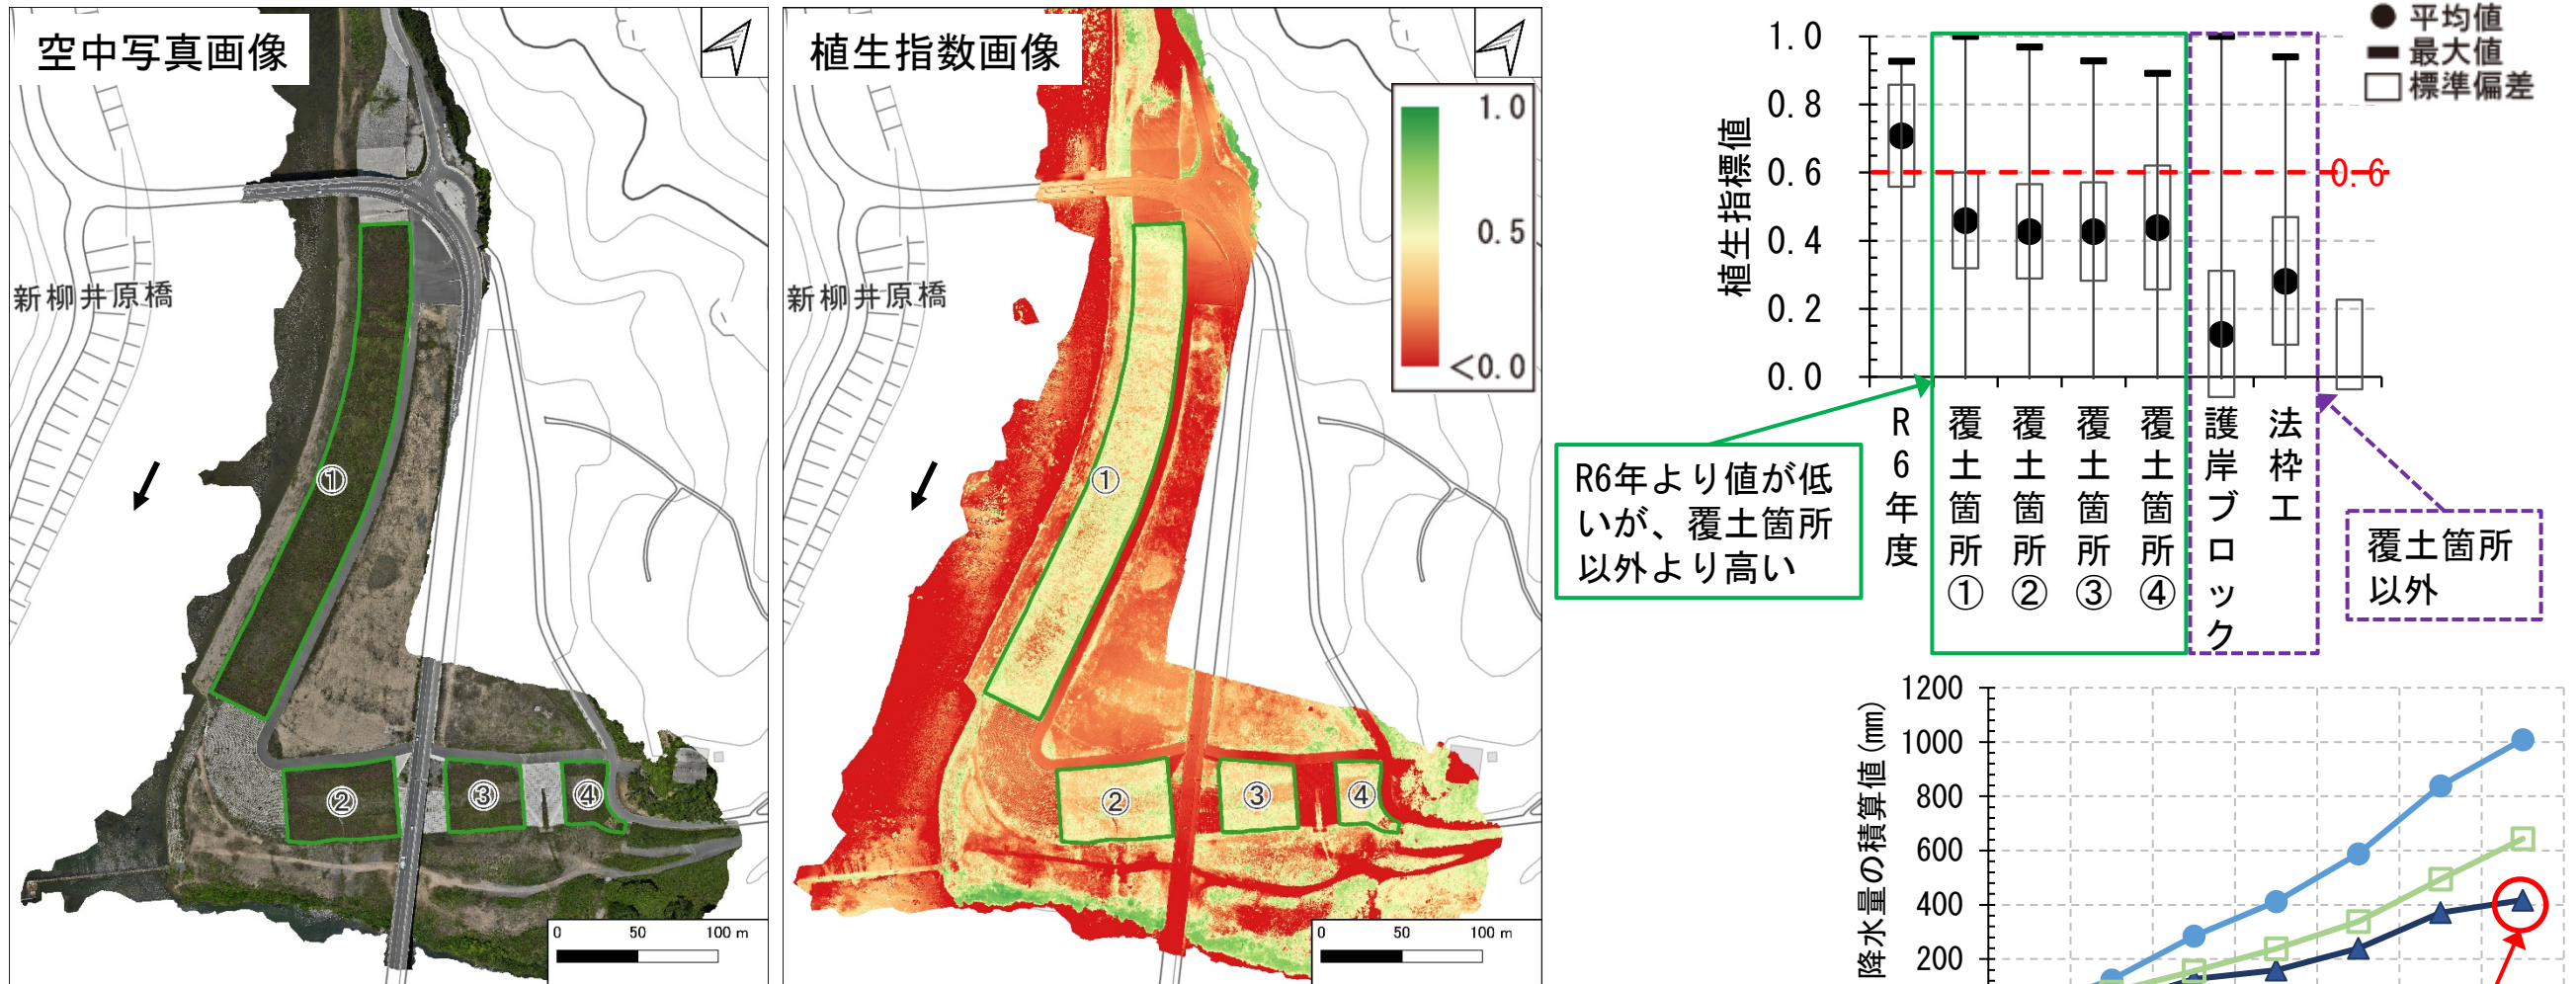 空中写真画像
新柳井原橋
①
②
③
④
0 50 100 m
植生指数画像
1.0
0.5
<0.0
新柳井原橋
①
②
③
④
0 50 100 m
● 平均値
最大値
標準偏差
植生指標値
1.0
0.8
0.6
0.4
0.2
0.0
0.6
R6年度
覆土箇所①
覆土箇所②
覆土箇所③
覆土箇所④
護岸ブロック
法枠工
R6年より値が低
いが、覆土箇所
以外より高い
覆土箇所
以外
降水量の積算値(㎜)
1200
1000
800
600
400
200